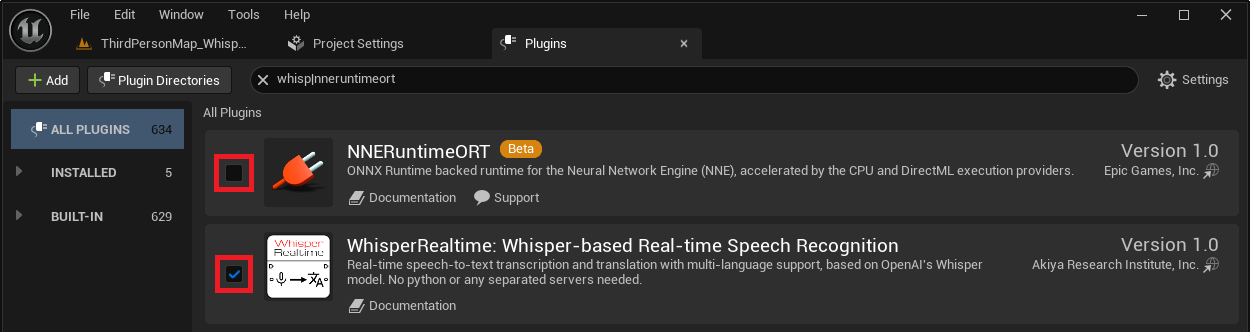 File Edit Window Tools Help
ThirdPersonMap_Whisp... Project Settings Plugins
Add Plugin Directories whisp|nneruntimeort Settings
ALL PLUGINS 634
INSTALLED 5
BUILT-IN 629
All Plugins
NNERuntimeORT Beta Version 1.0
ONNX Runtime backed runtime for the Neural Network Engine (NNE), accelerated by the CPU and DirectML execution providers. Epic Games, Inc.
Documentation Support
Whisper
Realtime
WhisperRealtime: Whisper-based Real-time Speech Recognition Version 1.0
Real-time speech-to-text transcription and translation with multi-language support, based on OpenAI's Whisper Akiya Research Institute, Inc.
model. No python or any separated servers needed.
Documentation